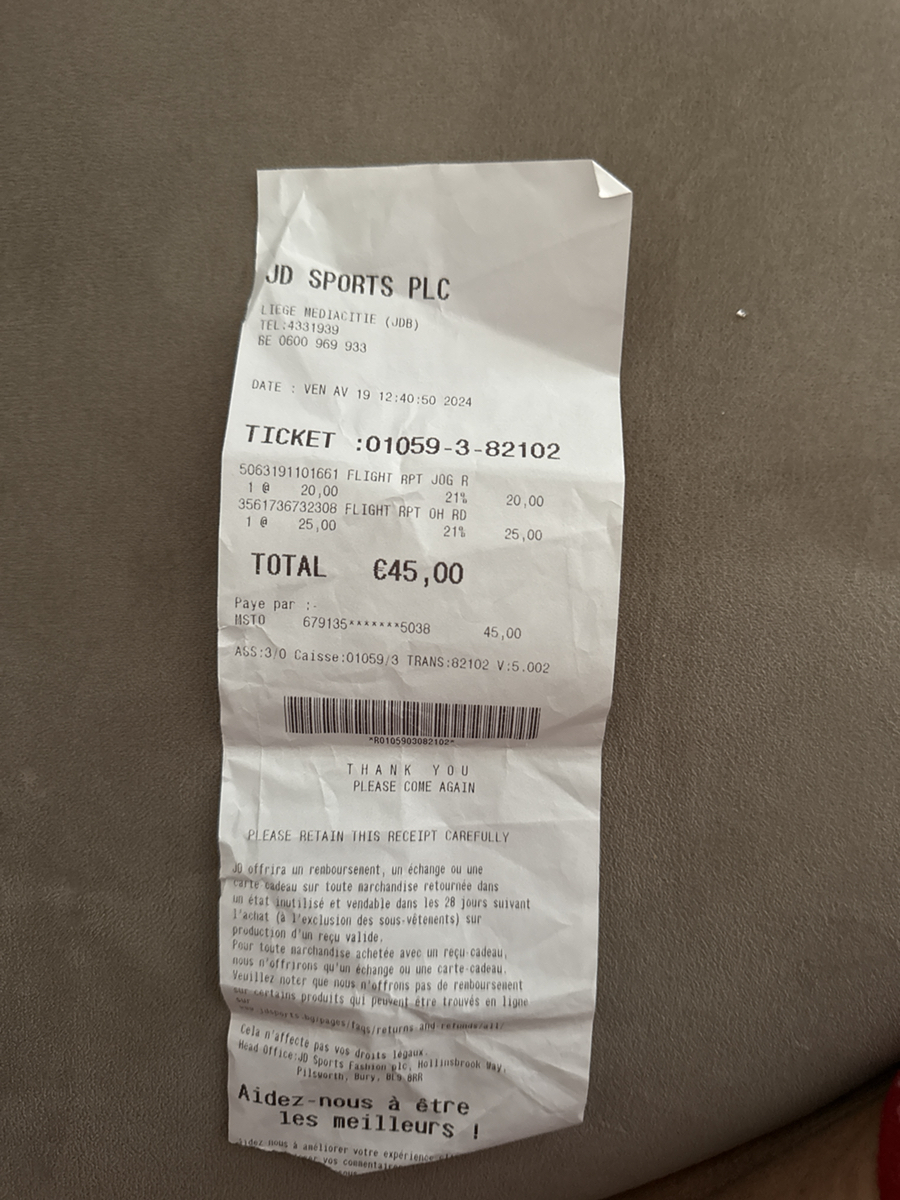 JD SPORTS PLC
LIEGE MEDIACITIE (JDB)
TEL:4331939
BE 0600 969 933
DATE : VEN AV 19 12:40:50 2024
TICKET :01059-3-82102
5063191101661 FLIGHT RPT JOG R
1 @ 20,00 21% 20,00
3561736732308 FLIGHT RPT OH RD
1 @ 25,00 21% 25,00
TOTAL €45,00
Paye par :-
MSTO 679135*******5038 45,00
ASS:3/0 Caisse:01059/3 TRANS:82102 V:5.002
*R0105903082102*
THANK YOU
PLEASE COME AGAIN
PLEASE RETAIN THIS RECEIPT CAREFULLY
JD offrira un remboursement, un échange ou une
carte cadeau sur toute marchandise retournée dans
un état inutilisé et vendable dans les 28 jours suivant
l'achat (à l'exclusion des sous-vêtements) sur
production d'un reçu valide.
Pour toute marchandise achetée avec un reçu-cadeau,
nous n'offrirons qu'un échange ou une carte-cadeau.
Veuillez noter que nous n'offrons pas de remboursement
sur certains produits qui peuvent être trouvés en ligne
sur
Cela n'affecte pas vos droits légaux.
Head Office:JD Sports Fashion plc, Hollinsbrook Way,
Pilsworth, Bury, BL9 8RR
Aidez-nous à être
les meilleurs !
nous à améliorer votre expérience
vos commentaires